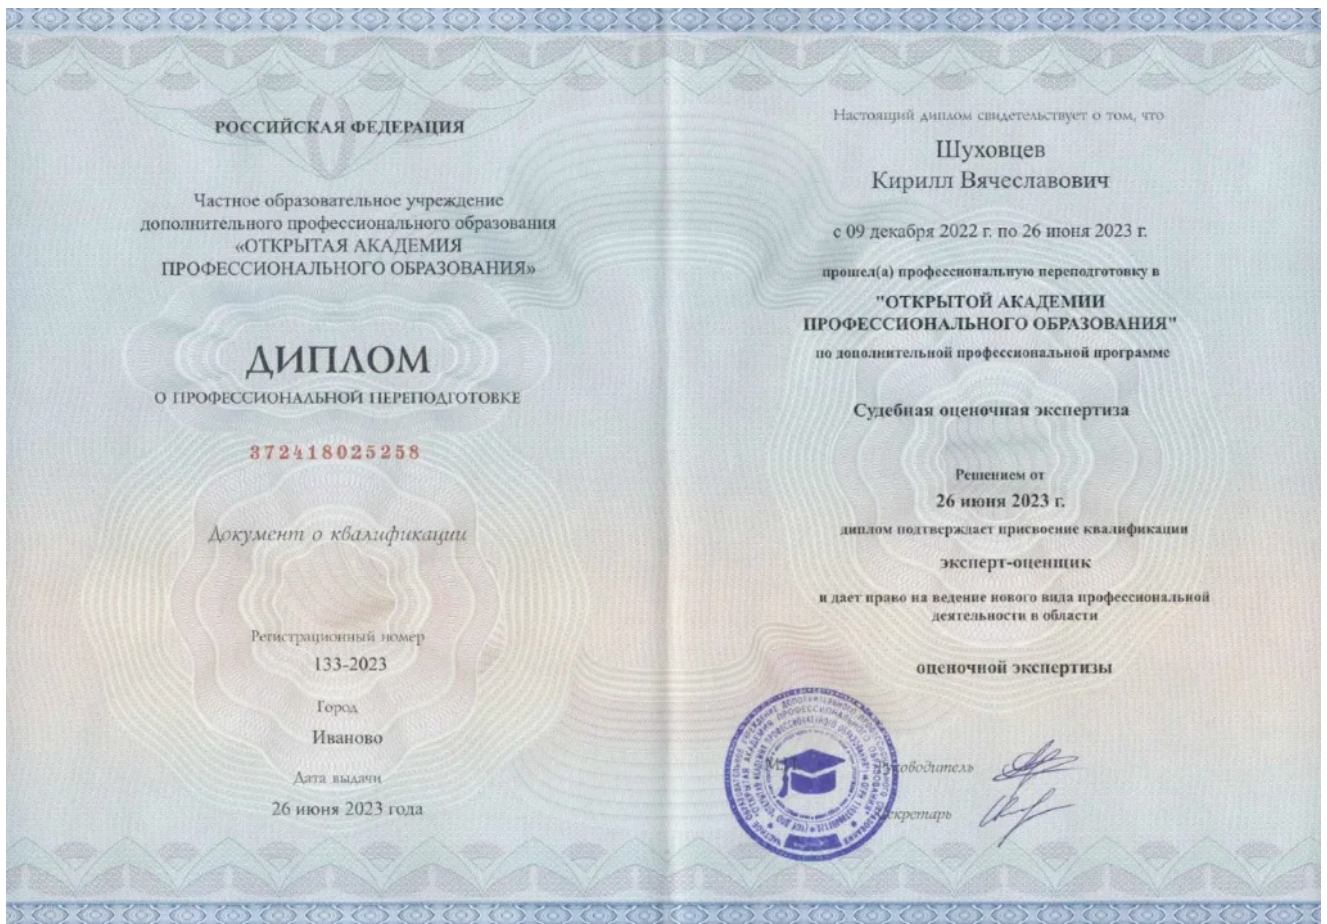 РОССИЙСКАЯ ФЕДЕРАЦИЯ
Частное образовательное учреждение
дополнительного профессионального образования
«ОТКРЫТАЯ АКАДЕМИЯ
ПРОФЕССИОНАЛЬНОГО ОБРАЗОВАНИЯ»
ДИПЛОМ
О ПРОФЕССИОНАЛЬНОЙ ПЕРЕПОДГОТОВКЕ
372418025258
Документ о квалификации
Регистрационный номер
133-2023
Город
Иваново
Дата выдачи
26 июня 2023 года
Настоящий диплом свидетельствует о том, что
Шуховцев
Кирилл Вячеславович
с 09 декабря 2022 г. по 26 июня 2023 г.
прошел(а) профессиональную переподготовку в
"ОТКРЫТОЙ АКАДЕМИИ
ПРОФЕССИОНАЛЬНОГО ОБРАЗОВАНИЯ"
по дополнительной профессиональной программе
Судебная оценочная экспертиза
Решением от
26 июня 2023 г.
диплом подтверждает присвоение квалификации
эксперт-оценщик
и дает право на ведение нового вида профессиональной
деятельности в области
оценочной экспертизы
Руководитель
Секретарь